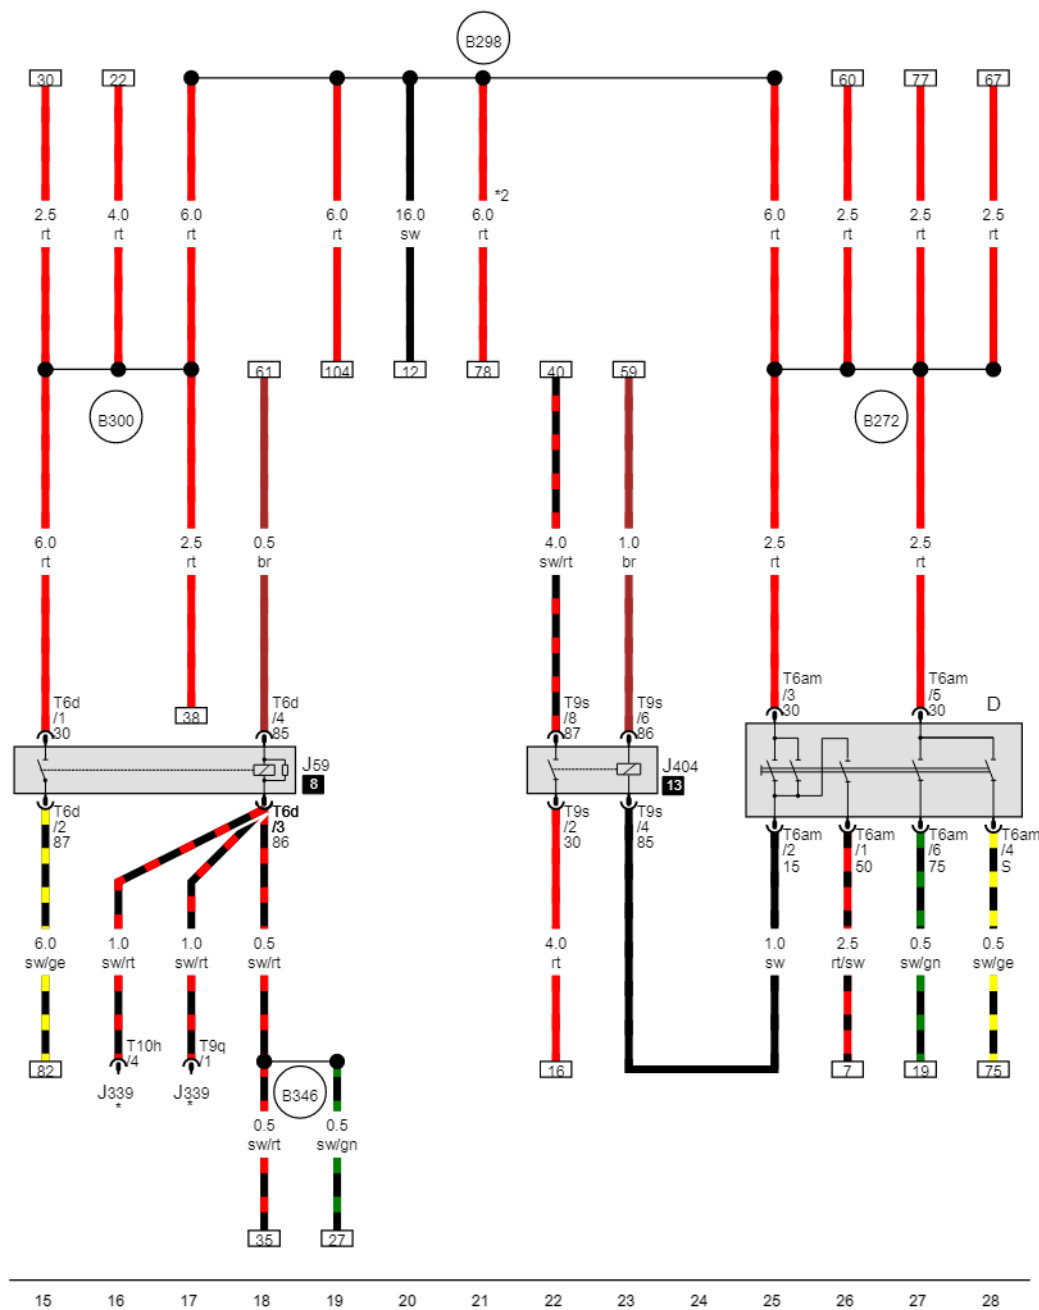 B298
30 22 60 77 67
*2
2.5 4.0 6.0 6.0 16.0 6.0 6.0 2.5 2.5 2.5
rt rt rt rt sw rt rt rt rt rt
61 104 12 78 40 59
B300 B272
6.0 2.5 0.5 4.0 1.0 2.5 2.5
rt rt br sw/rt br rt rt
T6d T6d T9s T9s T6am T6am
/1 /4 /8 /6 /3 /5
30 85 87 86 30 30 D
38
J59 J404
8 13
T6d T6d T9s T9s T6am T6am T6am T6am
/2 /3 /2 /4 /2 /1 /6 /4
87 86 30 85 15 50 75 S
6.0 1.0 1.0 0.5 4.0 1.0 2.5 0.5 0.5
sw/ge sw/rt sw/rt sw/rt rt sw rt/sw sw/gn sw/ge
T10h T9q
/4 /1
82 16 7 19 75
J339 J339
* *
B346
0.5 0.5
sw/rt sw/gn
35 27
15 16 17 18 19 20 21 22 23 24 25 26 27 28